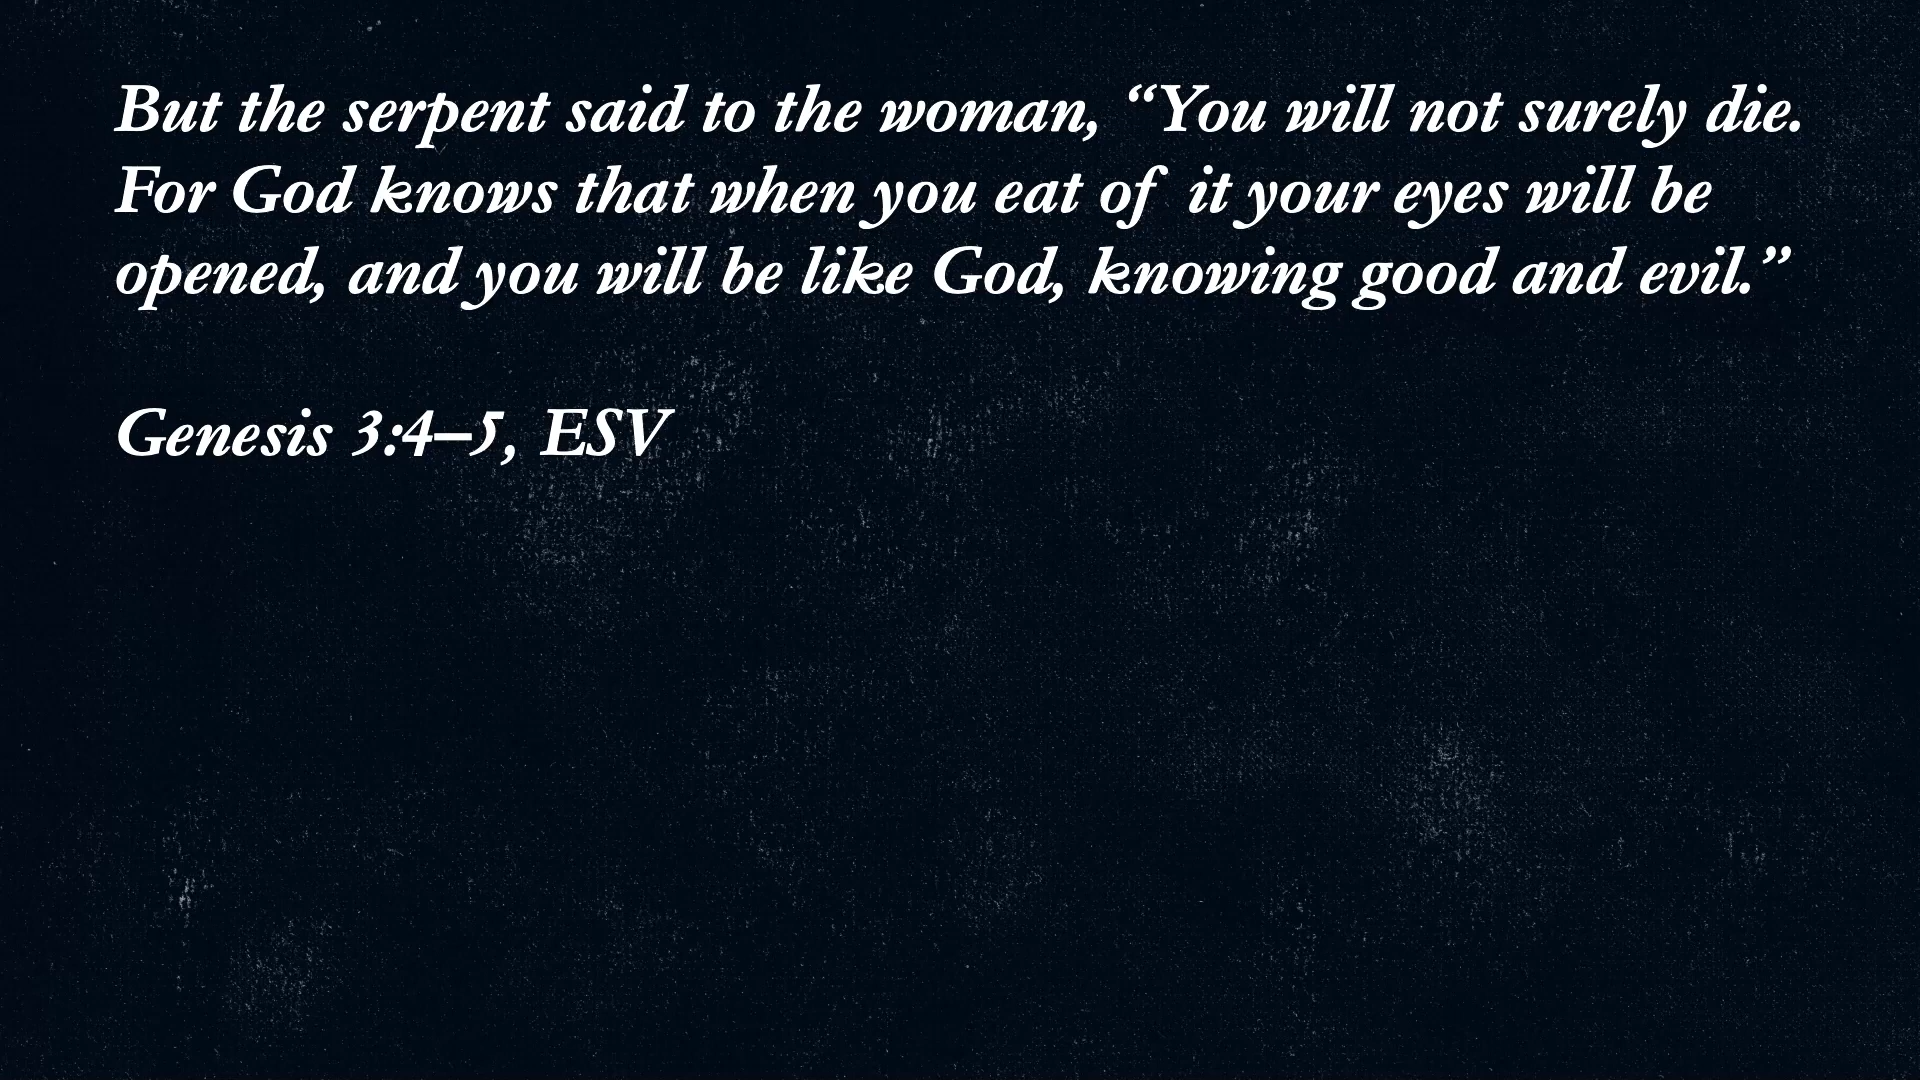 But the serpent said to the woman, “You will not surely die.
For God knows that when you eat of it your eyes will be
opened, and you will be like God, knowing good and evil.”
Genesis 3:4–5, ESV